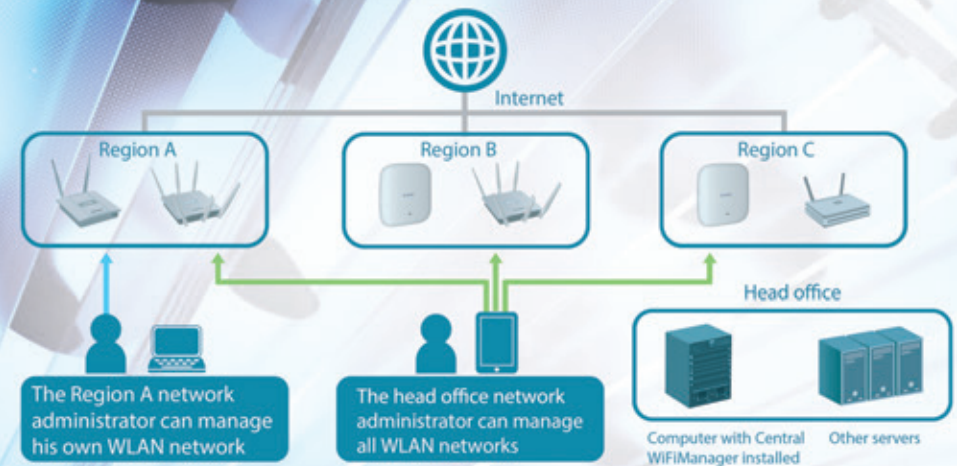 Internet
Region A
Region B
Region C
Head office
The Region A network
administrator can manage
his own WLAN network
The head office network
administrator can manage
all WLAN networks
Computer with Central
WiFiManager installed
Other servers